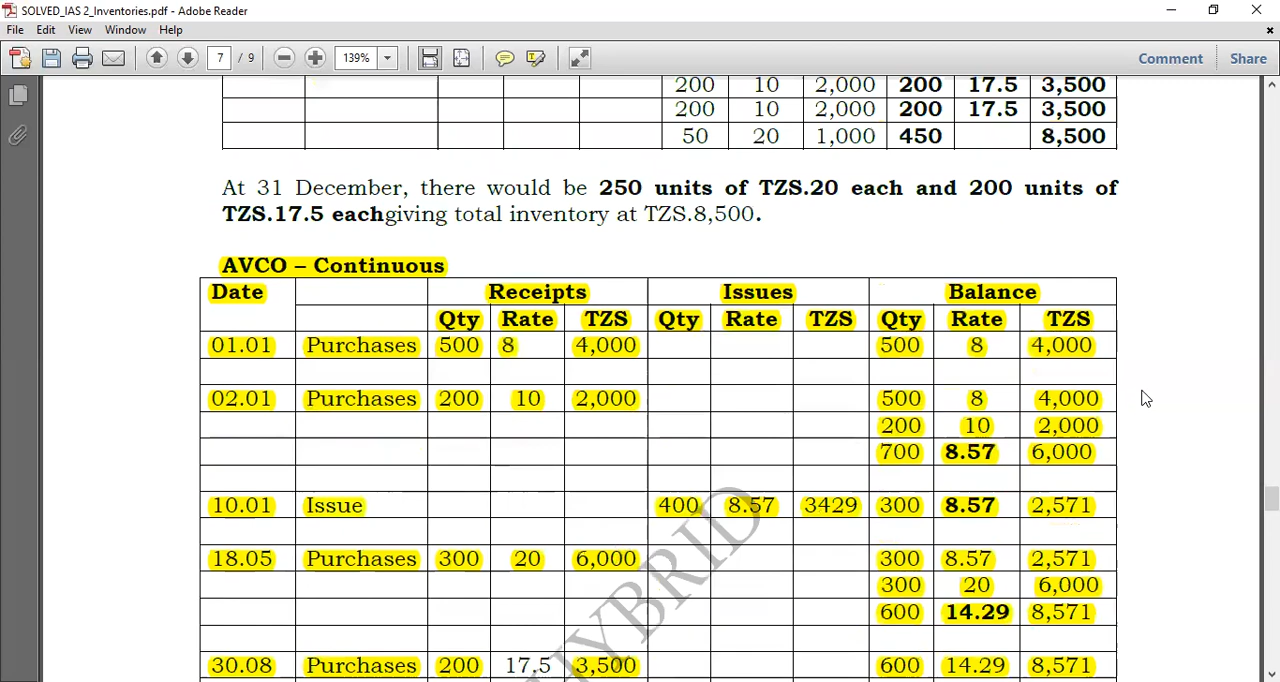 SOLVED_IAS 2_Inventories.pdf - Adobe Reader
File Edit View Window Help
7 / 9 139% Comment Share
200 10 2,000 200 17.5 3,500
200 10 2,000 200 17.5 3,500
50 20 1,000 450 8,500
At 31 December, there would be 250 units of TZS.20 each and 200 units of
TZS.17.5 eachgiving total inventory at TZS.8,500.
AVCO – Continuous
Date Receipts Issues Balance
Qty Rate TZS Qty Rate TZS Qty Rate TZS
01.01 Purchases 500 8 4,000 500 8 4,000
02.01 Purchases 200 10 2,000 500 8 4,000
200 10 2,000
700 8.57 6,000
10.01 Issue 400 8.57 3429 300 8.57 2,571
18.05 Purchases 300 20 6,000 300 8.57 2,571
300 20 6,000
600 14.29 8,571
30.08 Purchases 200 17.5 3,500 600 14.29 8,571
HYBRID